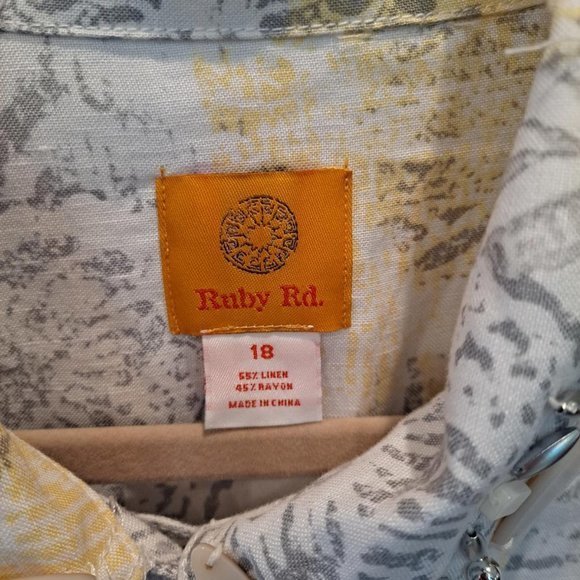 Ruby Rd.
18
55% LINEN
45% RAYON
MADE IN CHINA